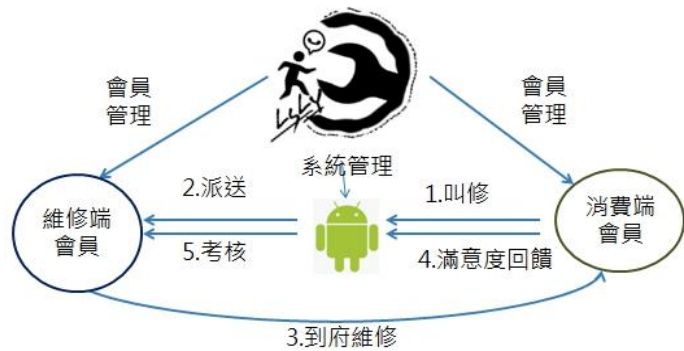 會員
管理
會員
管理
系統管理
2.派送
1.叫修
維修端
會員
消費端
會員
5.考核
4.滿意度回饋
3.到府維修